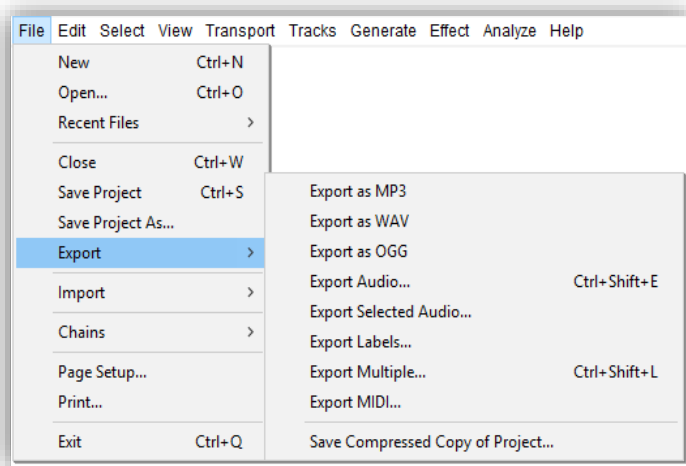 File Edit Select View Transport Tracks Generate Effect Analyze Help
New Ctrl+N
Open... Ctrl+O
Recent Files >
Close Ctrl+W
Save Project Ctrl+S
Save Project As...
Export >
Import >
Chains >
Page Setup...
Print...
Exit Ctrl+Q
Export as MP3
Export as WAV
Export as OGG
Export Audio... Ctrl+Shift+E
Export Selected Audio...
Export Labels...
Export Multiple... Ctrl+Shift+L
Export MIDI...
Save Compressed Copy of Project...